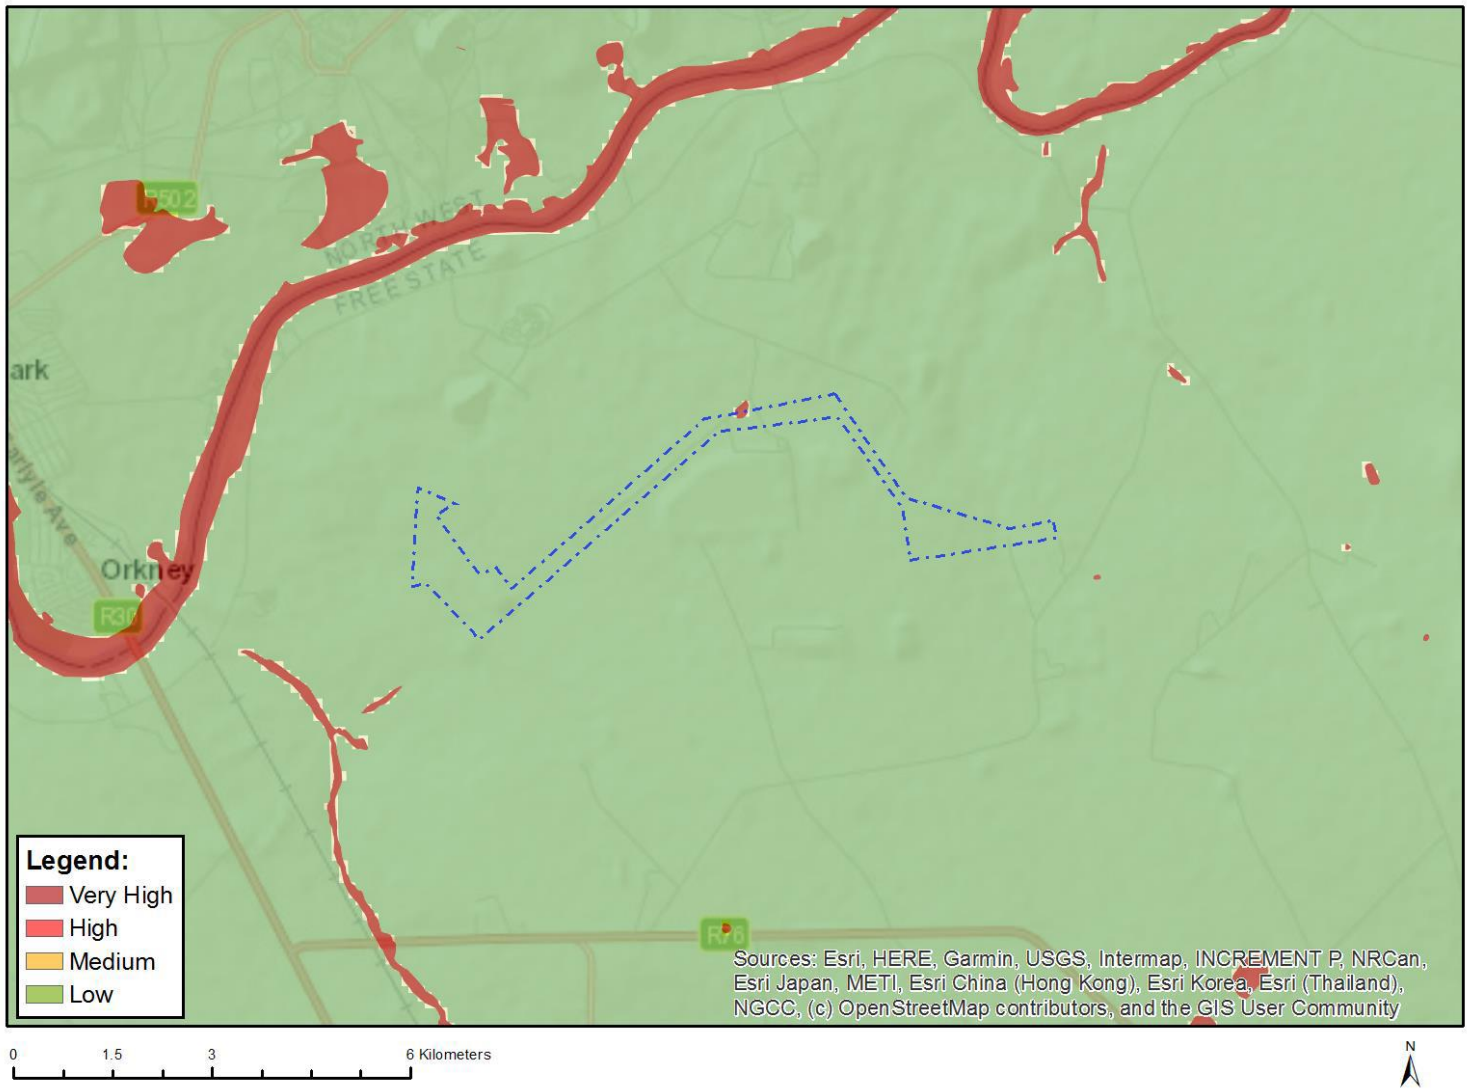 R502
NORTH WEST
FREE STATE
ark
arlyle Ave
Orkney
R30
R76
Legend:
Very High
High
Medium
Low
Sources: Esri, HERE, Garmin, USGS, Intermap, INCREMENT P, NRCan,
Esri Japan, METI, Esri China (Hong Kong), Esri Korea, Esri (Thailand),
NGCC, (c) OpenStreetMap contributors, and the GIS User Community
0 1.5 3 6 Kilometers
N